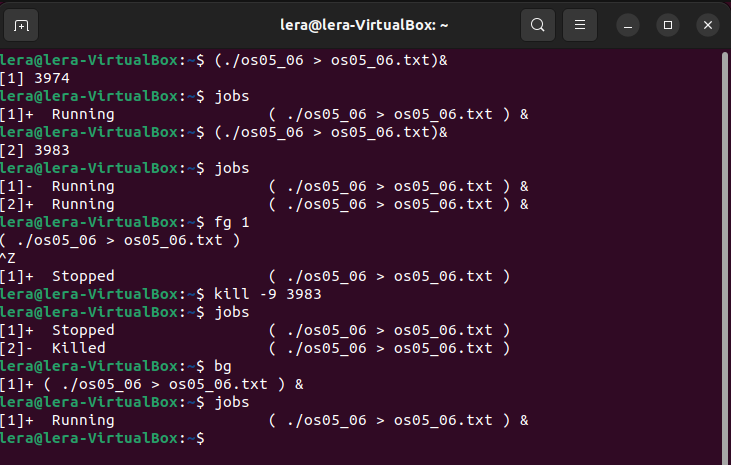 lera@lera-VirtualBox: ~
lera@lera-VirtualBox:~$ (./os05_06 > os05_06.txt)&
[1] 3974
lera@lera-VirtualBox:~$ jobs
[1]+  Running                 ( ./os05_06 > os05_06.txt ) &
lera@lera-VirtualBox:~$ (./os05_06 > os05_06.txt)&
[2] 3983
lera@lera-VirtualBox:~$ jobs
[1]-  Running                 ( ./os05_06 > os05_06.txt ) &
[2]+  Running                 ( ./os05_06 > os05_06.txt ) &
lera@lera-VirtualBox:~$ fg 1
( ./os05_06 > os05_06.txt )
^Z
[1]+  Stopped                 ( ./os05_06 > os05_06.txt )
lera@lera-VirtualBox:~$ kill -9 3983
lera@lera-VirtualBox:~$ jobs
[1]+  Stopped                 ( ./os05_06 > os05_06.txt )
[2]-  Killed                  ( ./os05_06 > os05_06.txt )
lera@lera-VirtualBox:~$ bg
[1]+ ( ./os05_06 > os05_06.txt ) &
lera@lera-VirtualBox:~$ jobs
[1]+  Running                 ( ./os05_06 > os05_06.txt ) &
lera@lera-VirtualBox:~$